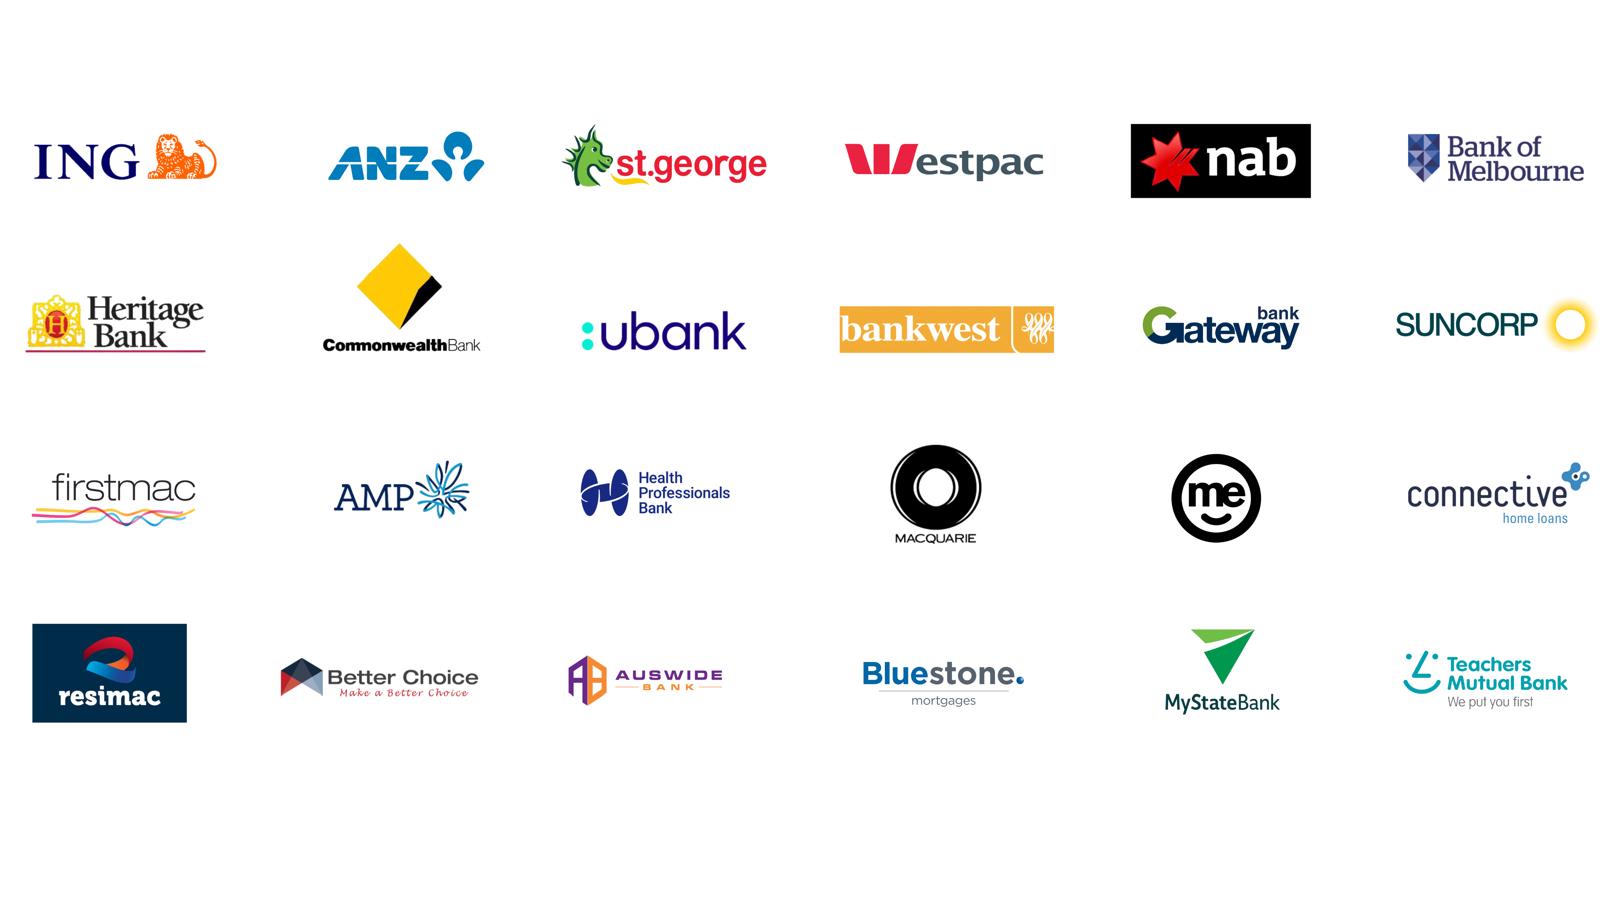 ING
ANZ
st.george
Westpac
nab
Bank of
Melbourne
Heritage
Bank
H
CommonwealthBank
ubank
bankwest
Gateway
bank
SUNCORP
firstmac
AMP
Health
Professionals
Bank
MACQUARIE
me
connective
home loans
resimac
Better Choice
Make a Better Choice
AB
AUSWIDE
BANK
Bluestone.
mortgages
MyStateBank
Teachers
Mutual Bank
We put you first